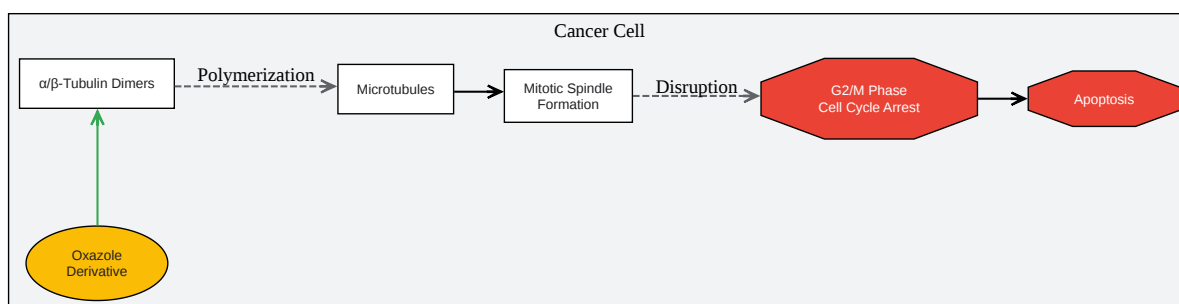 Cancer Cell
α/β-Tubulin Dimers
Polymerization
Microtubules
Mitotic Spindle
Formation
Disruption
G2/M Phase
Cell Cycle Arrest
Apoptosis
Oxazole
Derivative